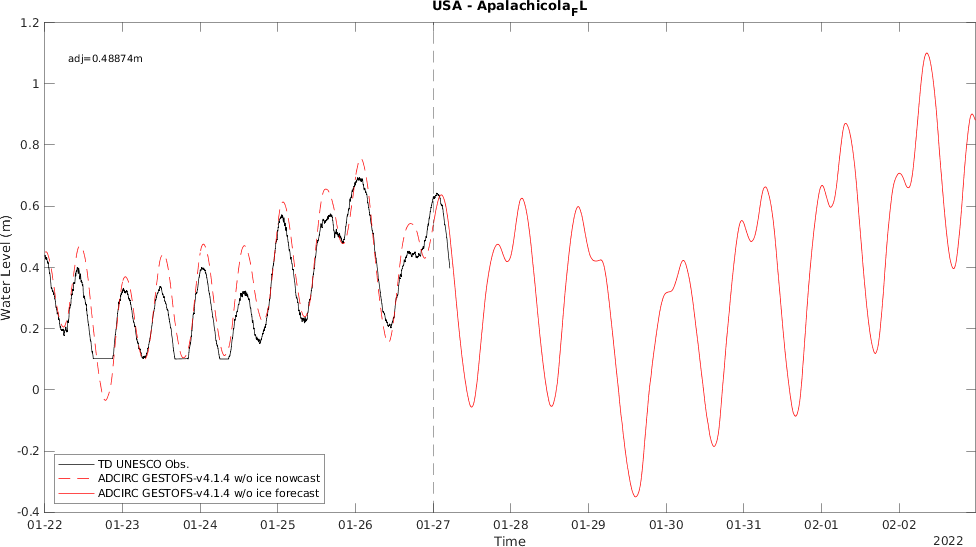 USA - Apalachicola_FL
adj=0.48874m
1.2
1
0.8
0.6
0.4
0.2
0
-0.2
-0.4
Water Level (m)
TD UNESCO Obs.
ADCIRC GESTOFS-v4.1.4 w/o ice nowcast
ADCIRC GESTOFS-v4.1.4 w/o ice forecast
01-22 01-23 01-24 01-25 01-26 01-27 01-28 01-29 01-30 01-31 02-01 02-02
Time
2022